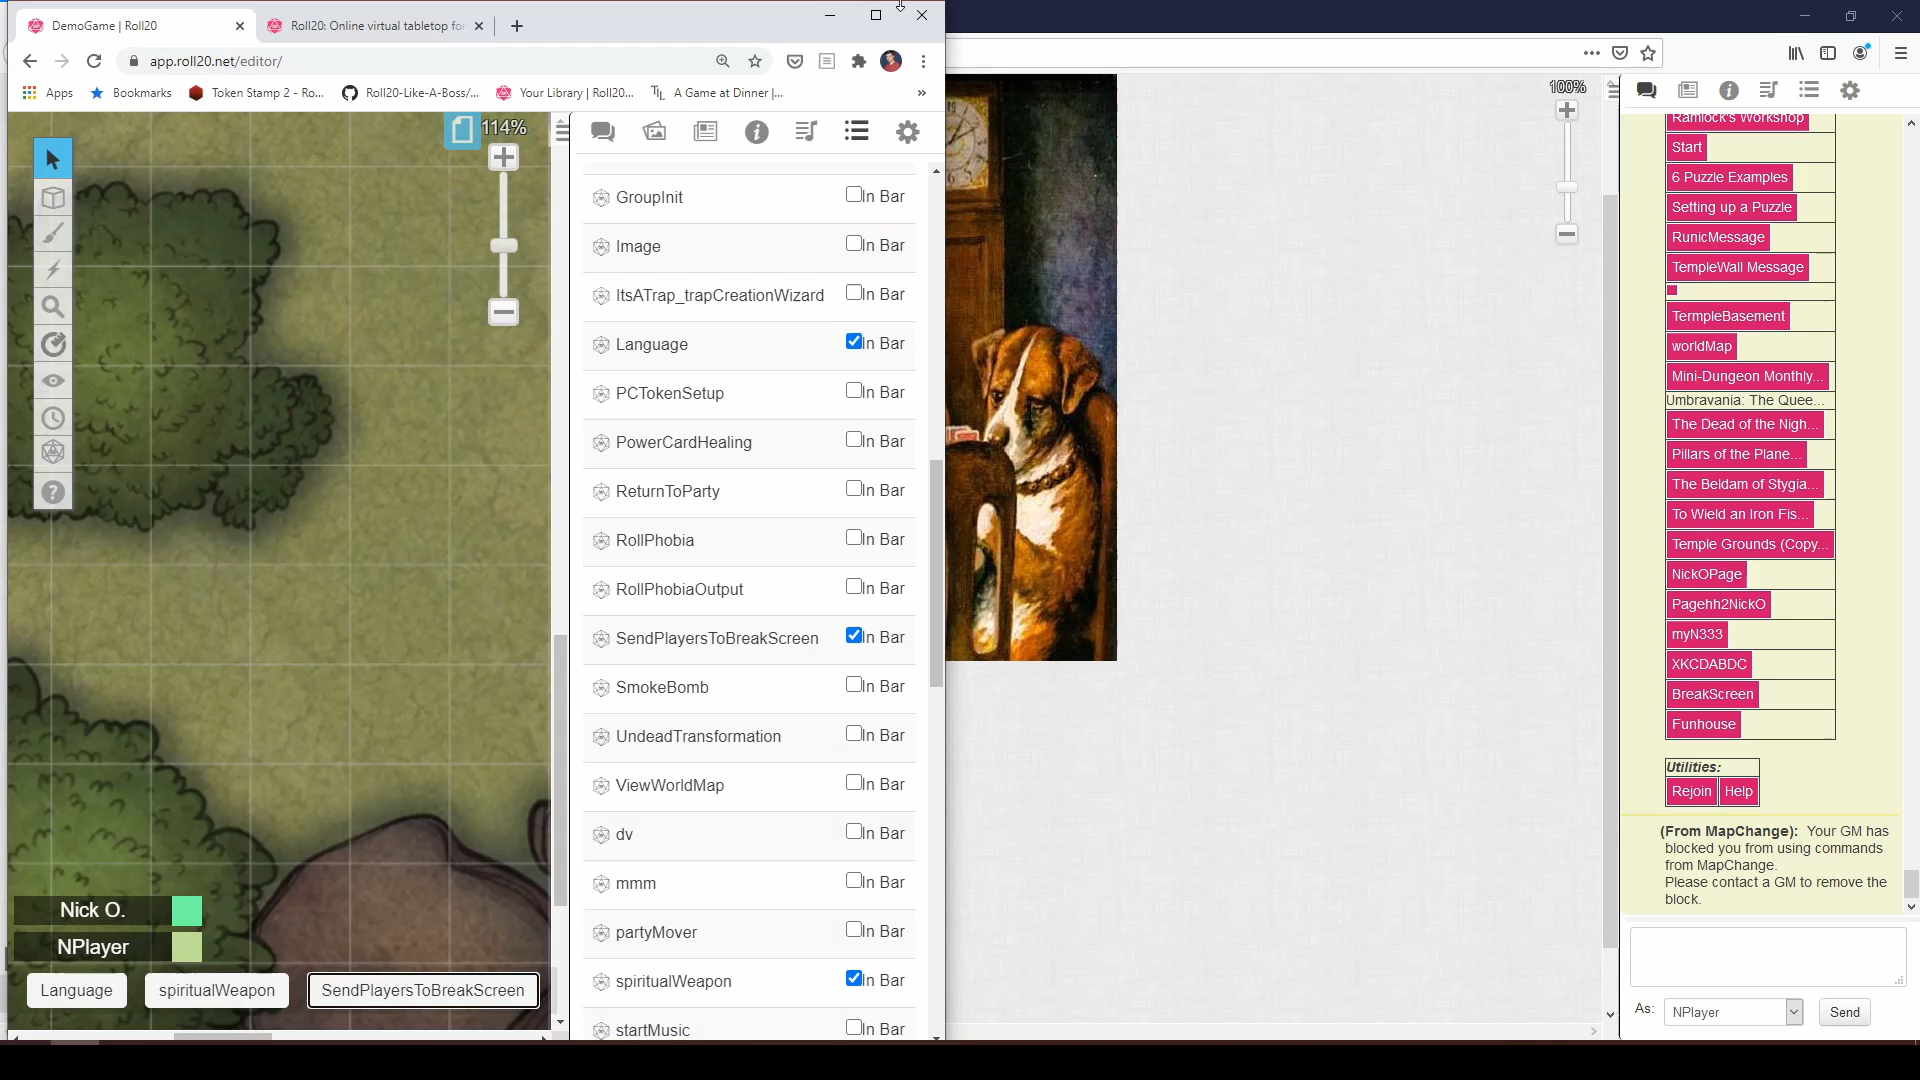 DemoGame | Roll20
Roll20: Online virtual tabletop for
app.roll20.net/editor/
Apps
Bookmarks
Token Stamp 2 - Ro...
Roll20-Like-A-Boss/...
Your Library | Roll20...
A Game at Dinner |...
»
114%
GroupInit
In Bar
Image
In Bar
ItsATrap_trapCreationWizard
In Bar
Language
In Bar
PCTokenSetup
In Bar
PowerCardHealing
In Bar
ReturnToParty
In Bar
RollPhobia
In Bar
RollPhobiaOutput
In Bar
SendPlayersToBreakScreen
In Bar
SmokeBomb
In Bar
UndeadTransformation
In Bar
ViewWorldMap
In Bar
dv
In Bar
mmm
In Bar
partyMover
In Bar
spiritualWeapon
In Bar
startMusic
In Bar
Nick O.
NPlayer
Language
spiritualWeapon
SendPlayersToBreakScreen
100%
Ramlock's Workshop
Start
6 Puzzle Examples
Setting up a Puzzle
RunicMessage
TempleWall Message
TermpleBasement
worldMap
Mini-Dungeon Monthly...
Umbravania: The Quee...
The Dead of the Nigh...
Pillars of the Plane...
The Beldam of Stygia...
To Wield an Iron Fis...
Temple Grounds (Copy...
NickOPage
Pagehh2NickO
myN333
XKCDABDC
BreakScreen
Funhouse
Utilities:
Rejoin
Help
(From MapChange): Your GM has
blocked you from using commands
from MapChange.
Please contact a GM to remove the
block.
As:
NPlayer
Send